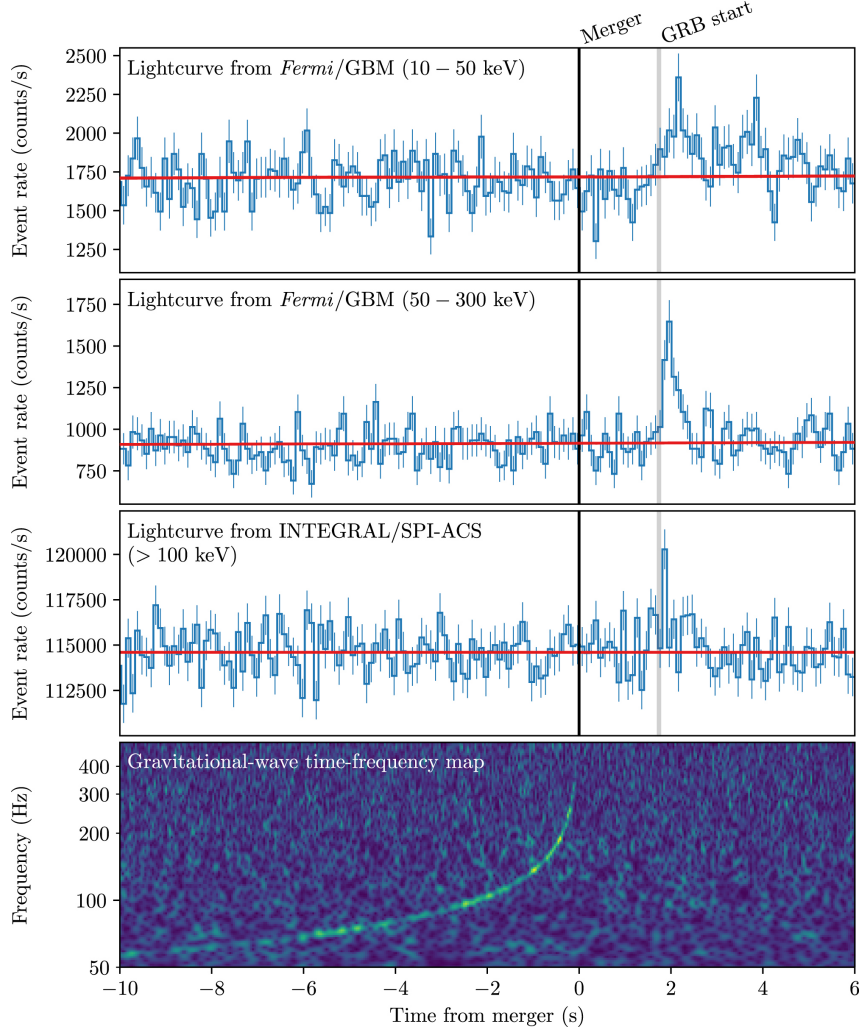 Merger
GRB start
Lightcurve from Fermi/GBM (10 – 50 keV)
Event rate (counts/s)
2500
2250
2000
1750
1500
1250
Lightcurve from Fermi/GBM (50 – 300 keV)
Event rate (counts/s)
1750
1500
1250
1000
750
Lightcurve from INTEGRAL/SPI-ACS
(> 100 keV)
Event rate (counts/s)
120000
117500
115000
112500
Gravitational-wave time-frequency map
Frequency (Hz)
400
300
200
100
50
−10 −8 −6 −4 −2 0 2 4 6
Time from merger (s)